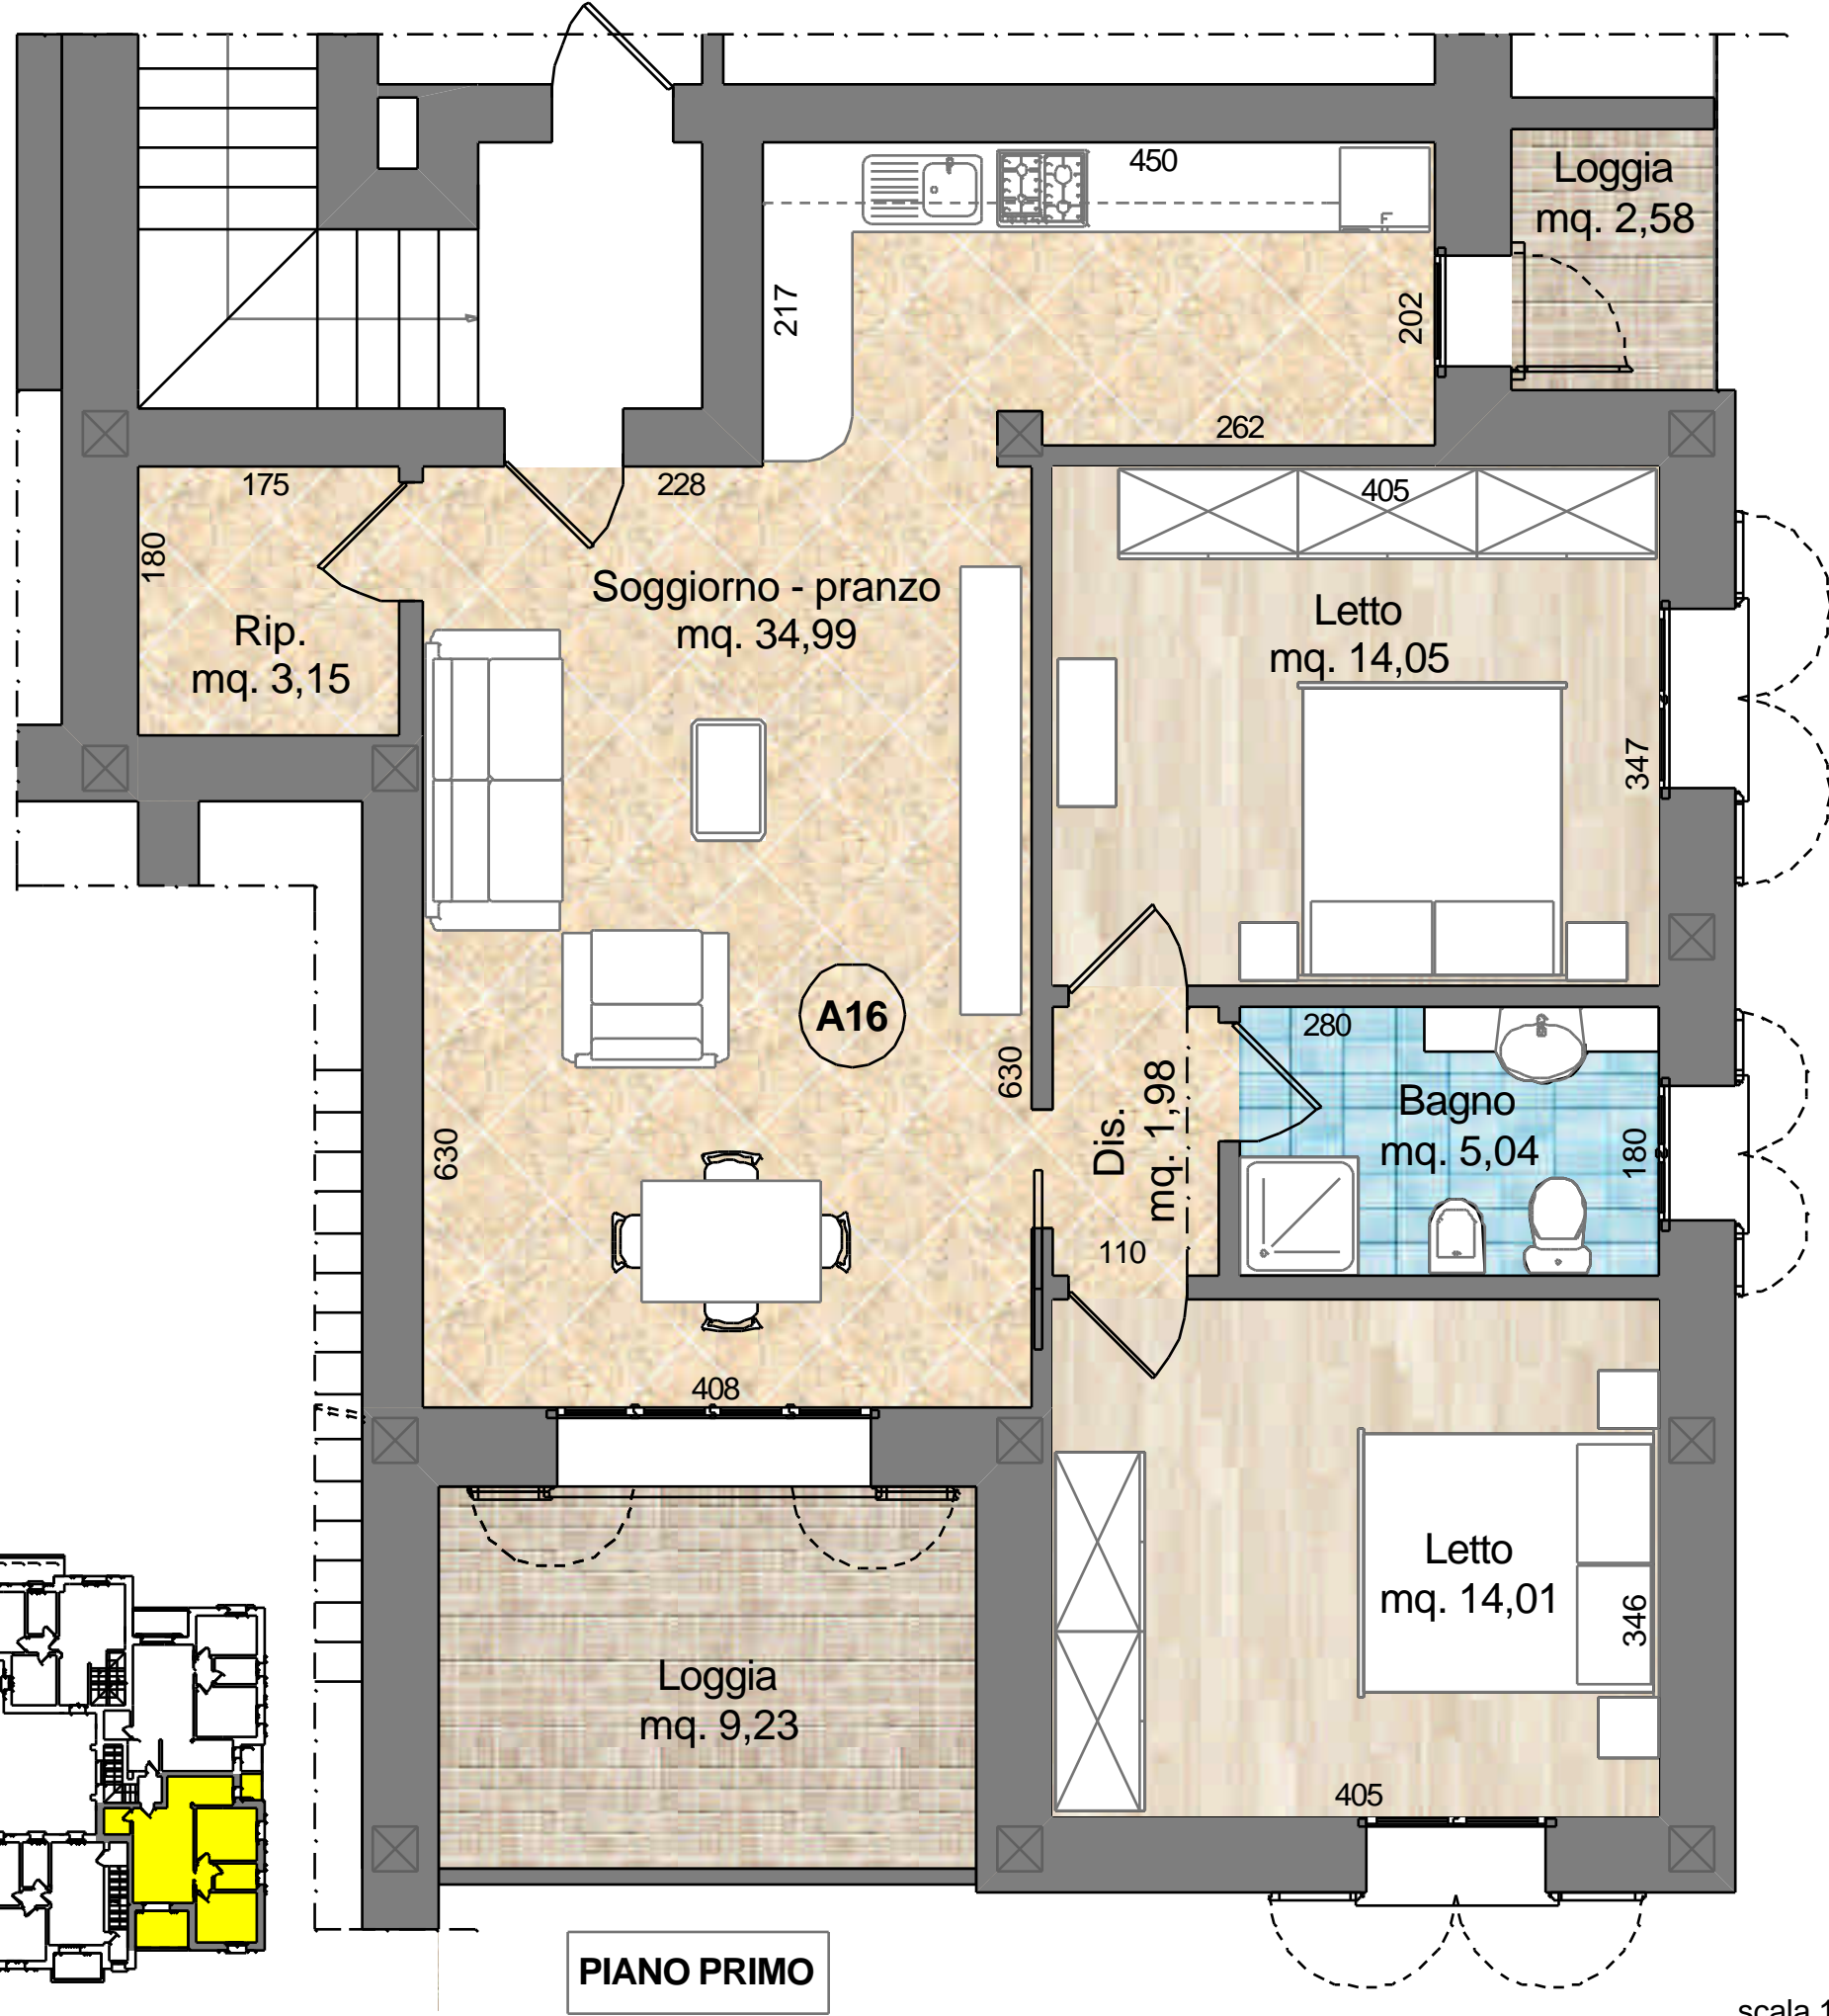 450
Loggia
mq. 2,58
217
202
262
175
228
405
180
Soggiorno - pranzo
mq. 34,99
Rip.
mq. 3,15
Letto
mq. 14,05
347
A16
630
630
280
Bagno
mq. 5,04
180
Dis.
mq. 1,98
110
408
Letto
mq. 14,01
346
Loggia
mq. 9,23
405
PIANO PRIMO
scala 1